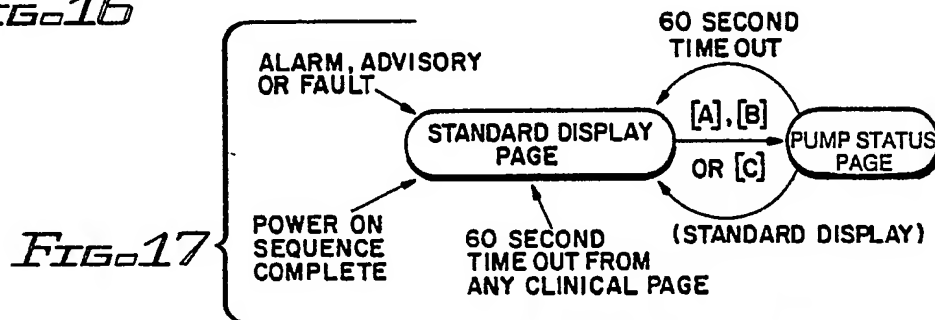 FIG. 16
60 SECOND
TIME OUT
ALARM, ADVISORY
OR FAULT
STANDARD DISPLAY
PAGE
[A], [B]
OR [C]
PUMP STATUS
PAGE
POWER ON
SEQUENCE
COMPLETE
60 SECOND
TIME OUT FROM
ANY CLINICAL PAGE
(STANDARD DISPLAY)
FIG. 17